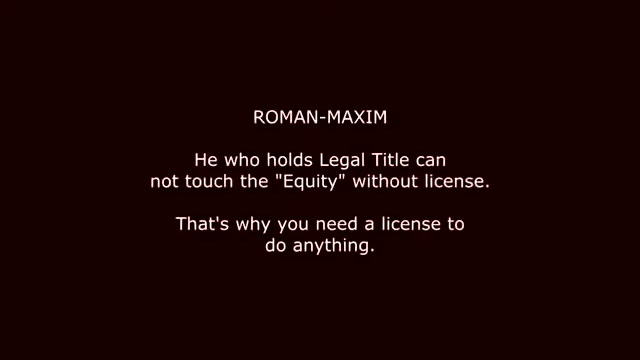 ROMAN-MAXIM
He who holds Legal Title can
not touch the "Equity" without license.
That's why you need a license to
do anything.